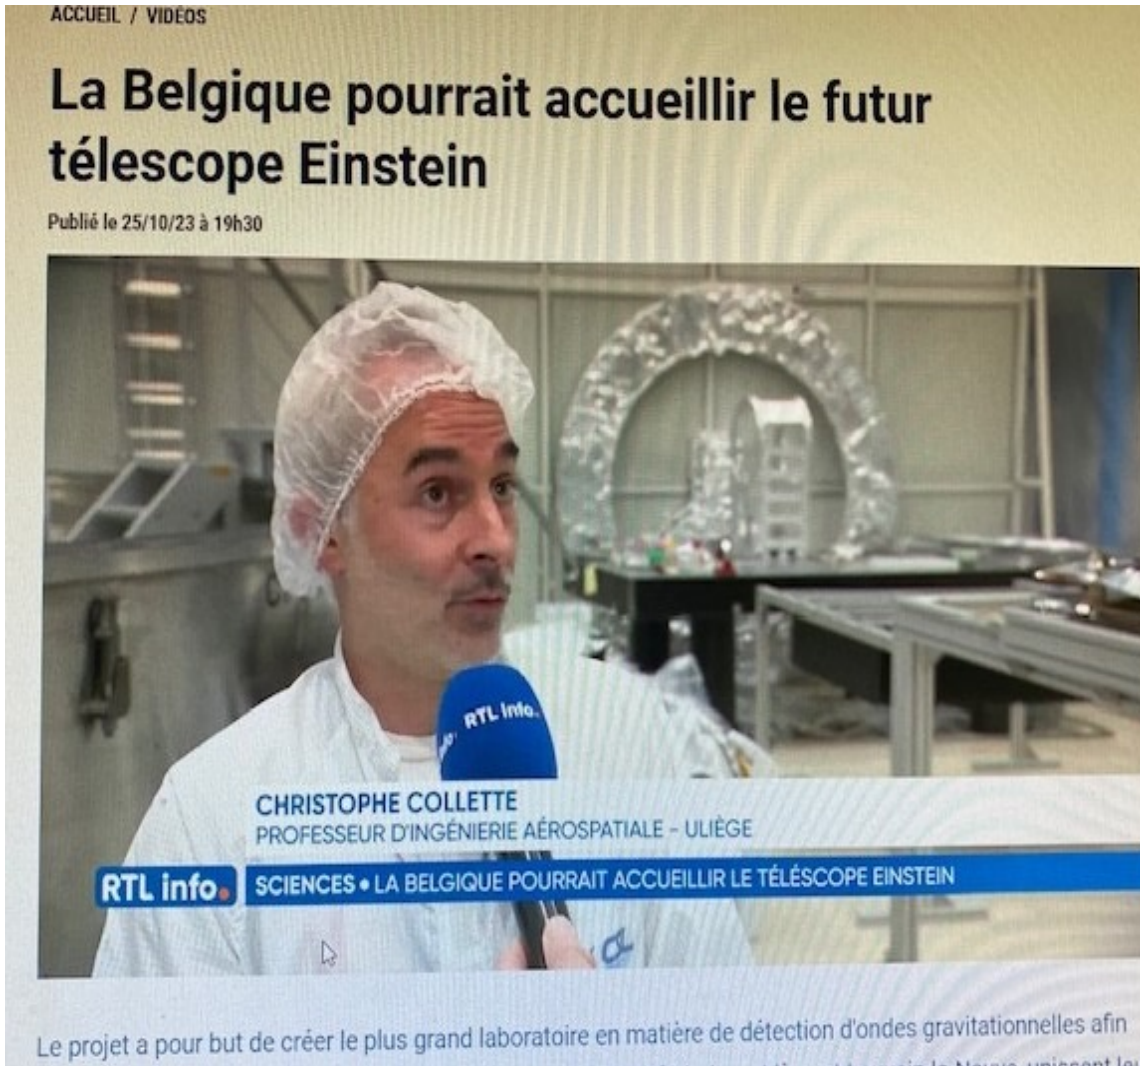 ACCUEIL / VIDÉOS
La Belgique pourrait accueillir le futur
télescope Einstein
Publié le 25/10/23 à 19h30
RTL Info.
CHRISTOPHE COLLETTE
PROFESSEUR D'INGÉNIERIE AÉROSPATIALE - ULIÈGE
RTL info.
SCIENCES • LA BELGIQUE POURRAIT ACCUEILLIR LE TÉLÉSCOPE EINSTEIN
Le projet a pour but de créer le plus grand laboratoire en matière de détection d'ondes gravitationnelles afin